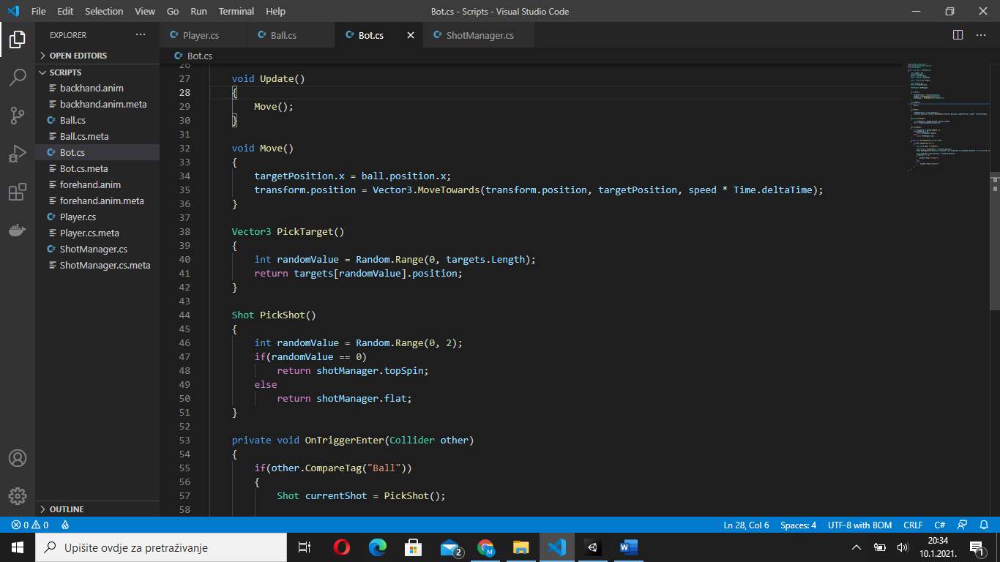 File Edit Selection View Go Run Terminal Help
Bot.cs - Scripts - Visual Studio Code
EXPLORER
Player.cs
Ball.cs
Bot.cs
ShotManager.cs
OPEN EDITORS
Bot.cs
SCRIPTS
backhand.anim
backhand.anim.meta
Ball.cs
Ball.cs.meta
Bot.cs
Bot.cs.meta
forehand.anim
forehand.anim.meta
Player.cs
Player.cs.meta
ShotManager.cs
ShotManager.cs.meta
OUTLINE
26
27 void Update()
28 {
29 Move();
30 }
31
32 void Move()
33 {
34 targetPosition.x = ball.position.x;
35 transform.position = Vector3.MoveTowards(transform.position, targetPosition, speed * Time.deltaTime);
36 }
37
38 Vector3 PickTarget()
39 {
40 int randomValue = Random.Range(0, targets.Length);
41 return targets[randomValue].position;
42 }
43
44 Shot PickShot()
45 {
46 int randomValue = Random.Range(0, 2);
47 if(randomValue == 0)
48 return shotManager.topSpin;
49 else
50 return shotManager.flat;
51 }
52
53 private void OnTriggerEnter(Collider other)
54 {
55 if(other.CompareTag("Ball"))
56 {
57 Shot currentShot = PickShot();
58
0 0
Ln 28, Col 6 Spaces: 4 UTF-8 with BOM CRLF C#
Upišite ovdje za pretraživanje
2
M
20:34
10.1.2021.
1